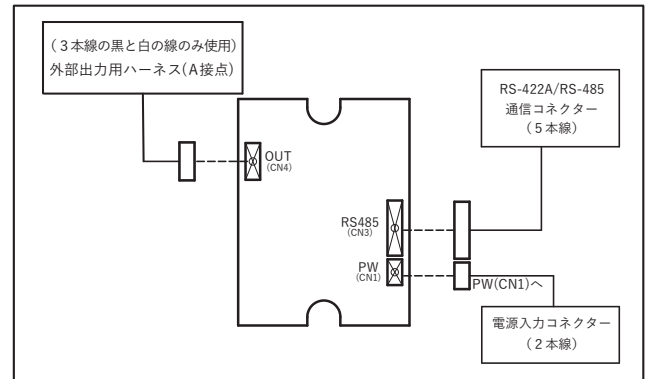 （３本線の黒と白の線のみ使用）
外部出力用ハーネス(A接点)
RS-422A/RS-485
通信コネクター
（５本線）
OUT
(CN4)
RS485
(CN3)
PW
(CN1)
PW(CN1)へ
電源入力コネクター
（２本線）